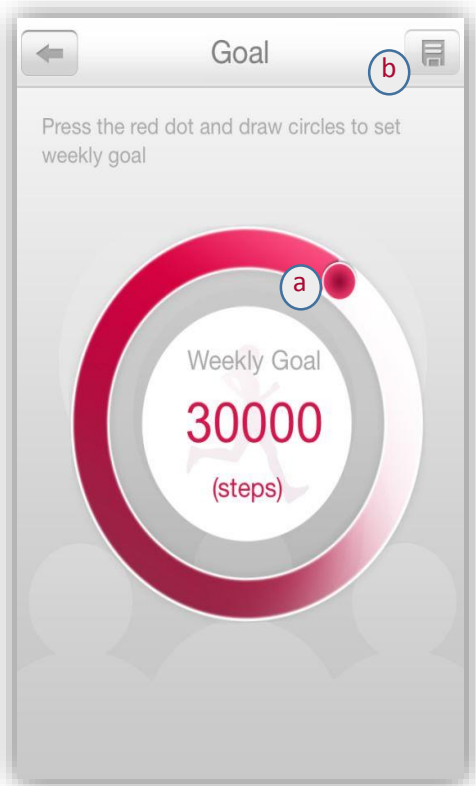 Goal
b
Press the red dot and draw circles to set
weekly goal
a
Weekly Goal
30000
(steps)